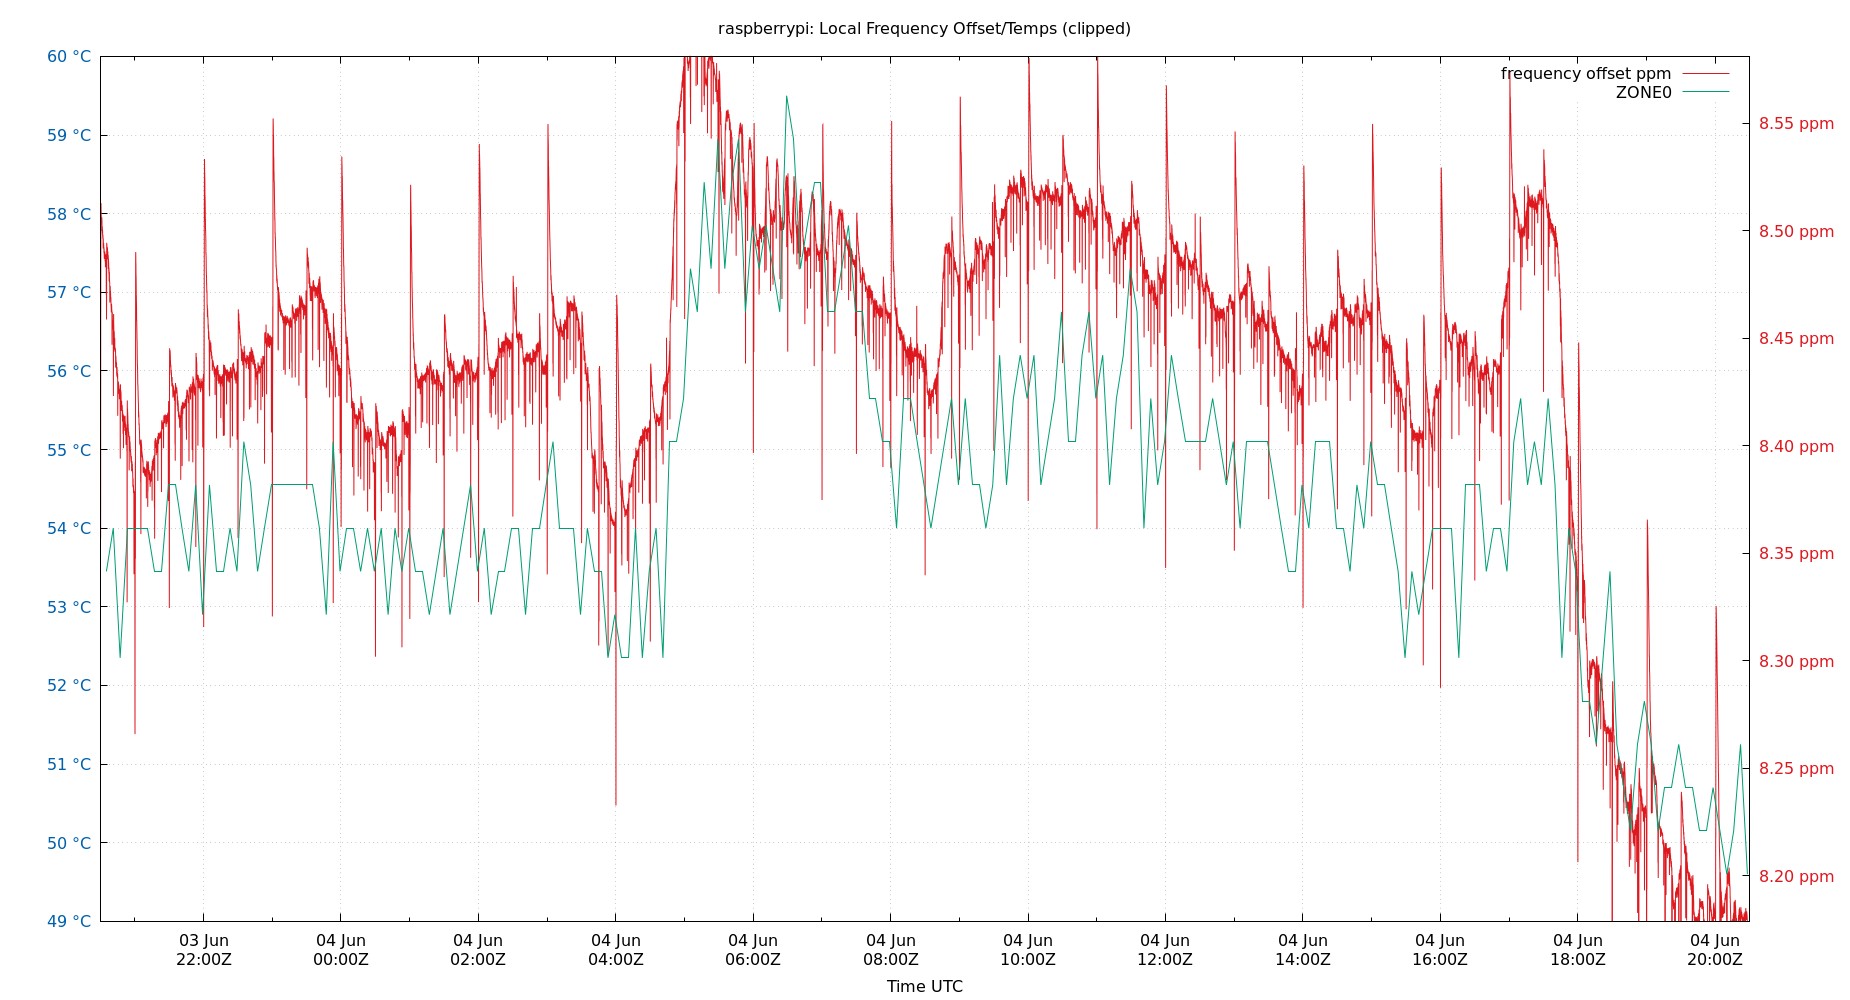 raspberrypi: Local Frequency Offset/Temps (clipped)
60 °C
59 °C
58 °C
57 °C
56 °C
55 °C
54 °C
53 °C
52 °C
51 °C
50 °C
49 °C
frequency offset ppm
ZONE0
8.55 ppm
8.50 ppm
8.45 ppm
8.40 ppm
8.35 ppm
8.30 ppm
8.25 ppm
8.20 ppm
03 Jun 04 Jun 04 Jun 04 Jun 04 Jun 04 Jun 04 Jun 04 Jun 04 Jun 04 Jun 04 Jun 04 Jun
22:00Z 00:00Z 02:00Z 04:00Z 06:00Z 08:00Z 10:00Z 12:00Z 14:00Z 16:00Z 18:00Z 20:00Z
Time UTC